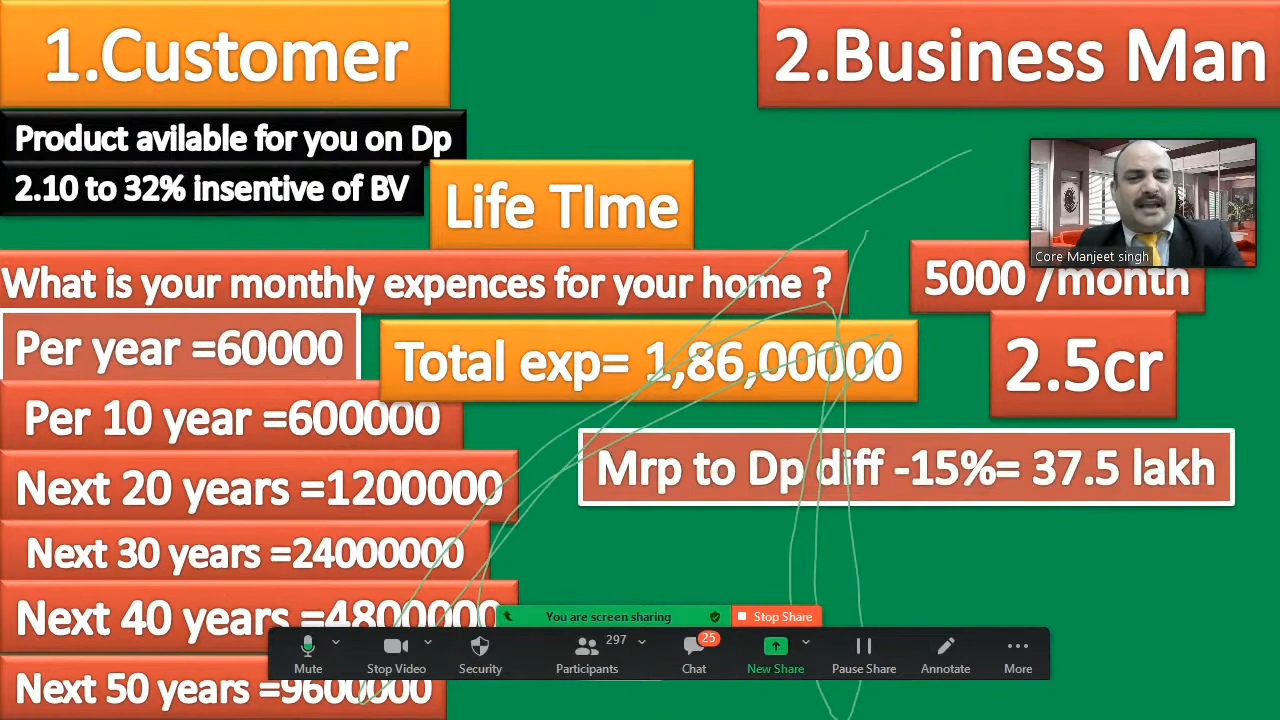 1.Customer
2.Business Man
Product avilable for you on Dp
2.10 to 32% insentive of BV
Life TIme
Core Manjeet singh
What is your monthly expences for your home ?
5000 /month
Per year =60000
Total exp= 1,86,00000
2.5cr
Per 10 year =600000
Mrp to Dp diff -15%= 37.5 lakh
Next 20 years =1200000
Next 30 years =24000000
Next 40 years =4800000
You are screen sharing
Stop Share
297
25
Mute
Stop Video
Security
Participants
Chat
New Share
Pause Share
Annotate
More
Next 50 years =9600000